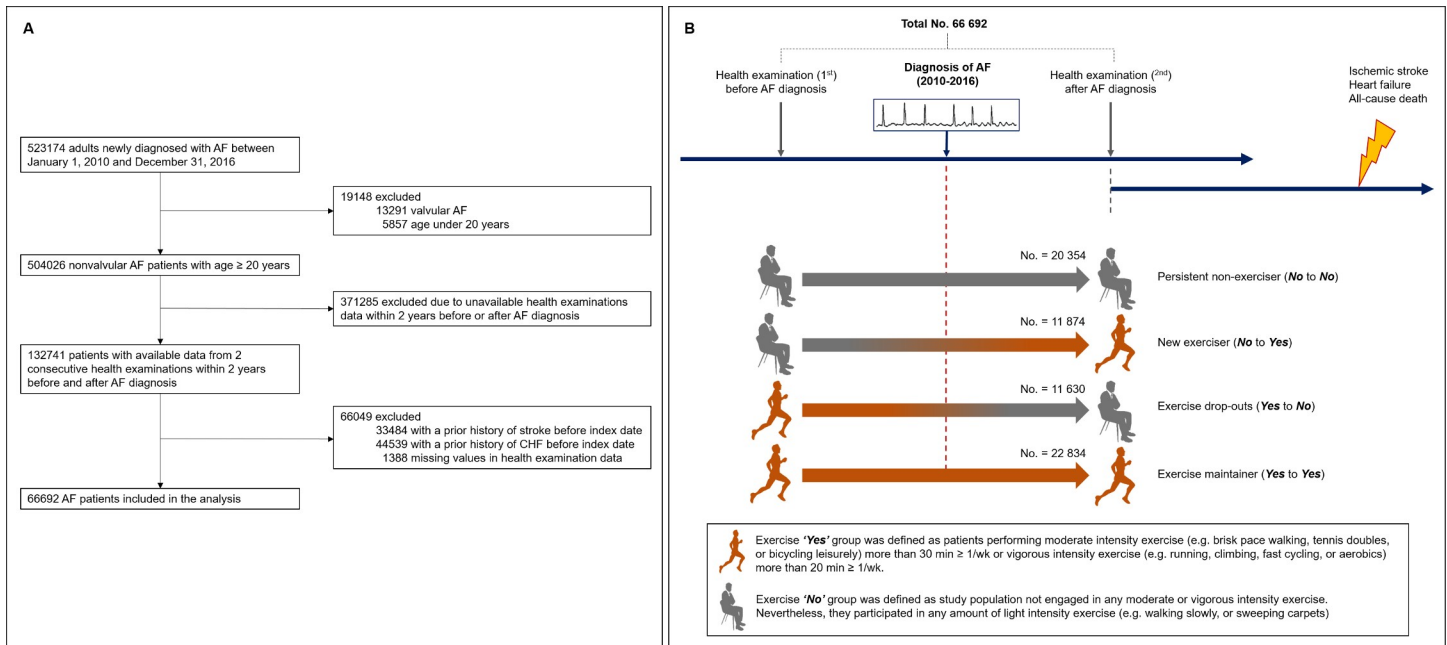 A
523174 adults newly diagnosed with AF between
January 1, 2010 and December 31, 2016
19148 excluded
13291 valvular AF
5857 age under 20 years
504026 nonvalvular AF patients with age ≥ 20 years
371285 excluded due to unavailable health examinations
data within 2 years before or after AF diagnosis
132741 patients with available data from 2
consecutive health examinations within 2 years
before and after AF diagnosis
66049 excluded
33484 with a prior history of stroke before index date
44539 with a prior history of CHF before index date
1388 missing values in health examination data
66692 AF patients included in the analysis
B
Total No. 66 692
Health examination (1st)
before AF diagnosis
Diagnosis of AF
(2010-2016)
Health examination (2nd)
after AF diagnosis
Ischemic stroke
Heart failure
All-cause death
No. = 20 354
Persistent non-exerciser (No to No)
No. = 11 874
New exerciser (No to Yes)
No. = 11 630
Exercise drop-outs (Yes to No)
No. = 22 834
Exercise maintainer (Yes to Yes)
Exercise ‘Yes’ group was defined as patients performing moderate intensity exercise (e.g. brisk pace walking, tennis doubles,
or bicycling leisurely) more than 30 min ≥ 1/wk or vigorous intensity exercise (e.g. running, climbing, fast cycling, or aerobics)
more than 20 min ≥ 1/wk.
Exercise ‘No’ group was defined as study population not engaged in any moderate or vigorous intensity exercise.
Nevertheless, they participated in any amount of light intensity exercise (e.g. walking slowly, or sweeping carpets)